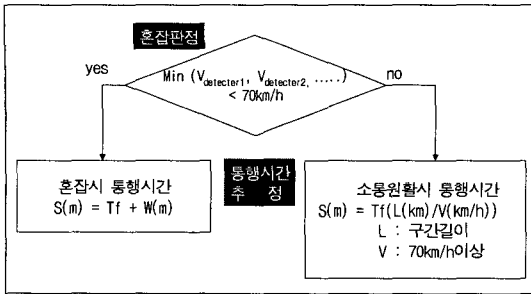 혼잡판정
yes
Min (Vdetecter1, Vdetecter2, .....)
< 70km/h
no
혼잡시 통행시간
S(m) = Tf + W(m)
통행시간
추 정
소통원활시 통행시간
S(m) = Tf(L(km)/V(km/h))
L : 구간길이
V : 70km/h이상